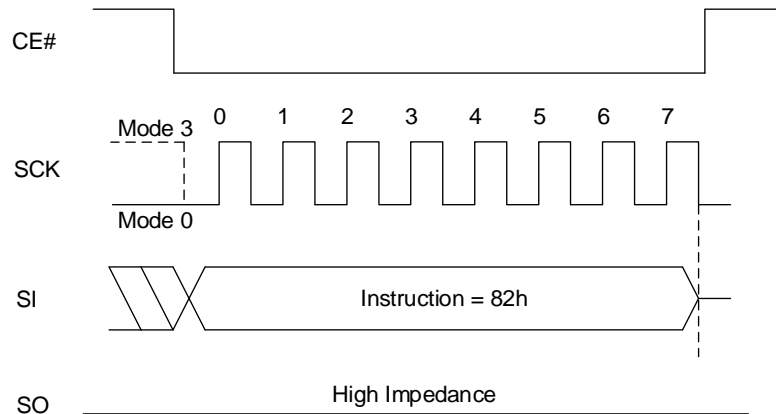 CE#
0 1 2 3 4 5 6 7
Mode 3
SCK
Mode 0
SI
Instruction = 82h
High Impedance
SO